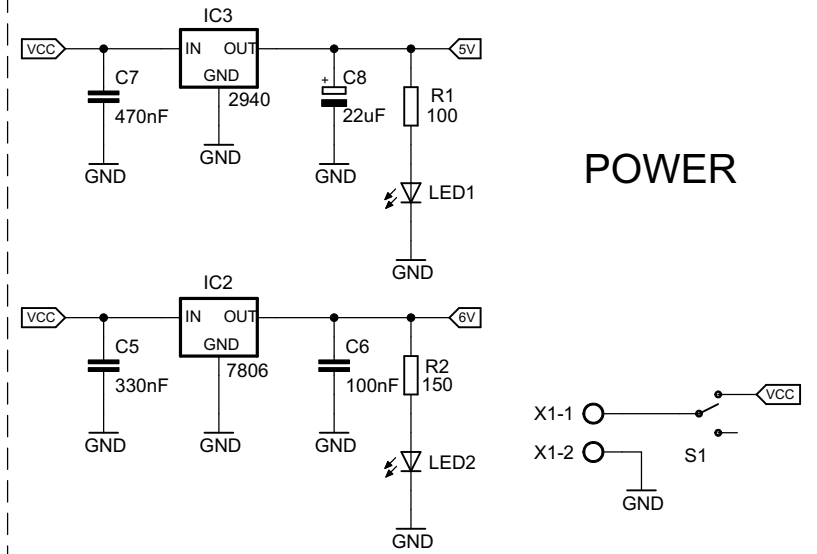 IC3
VCC
IN OUT
5V
GND
C7
470nF
2940
+
C8
22uF
R1
100
GND
GND
GND
LED1
GND
POWER
IC2
VCC
IN OUT
6V
GND
C5
330nF
7806
C6
100nF
R2
150
GND
GND
GND
LED2
GND
X1-1
VCC
X1-2
S1
GND